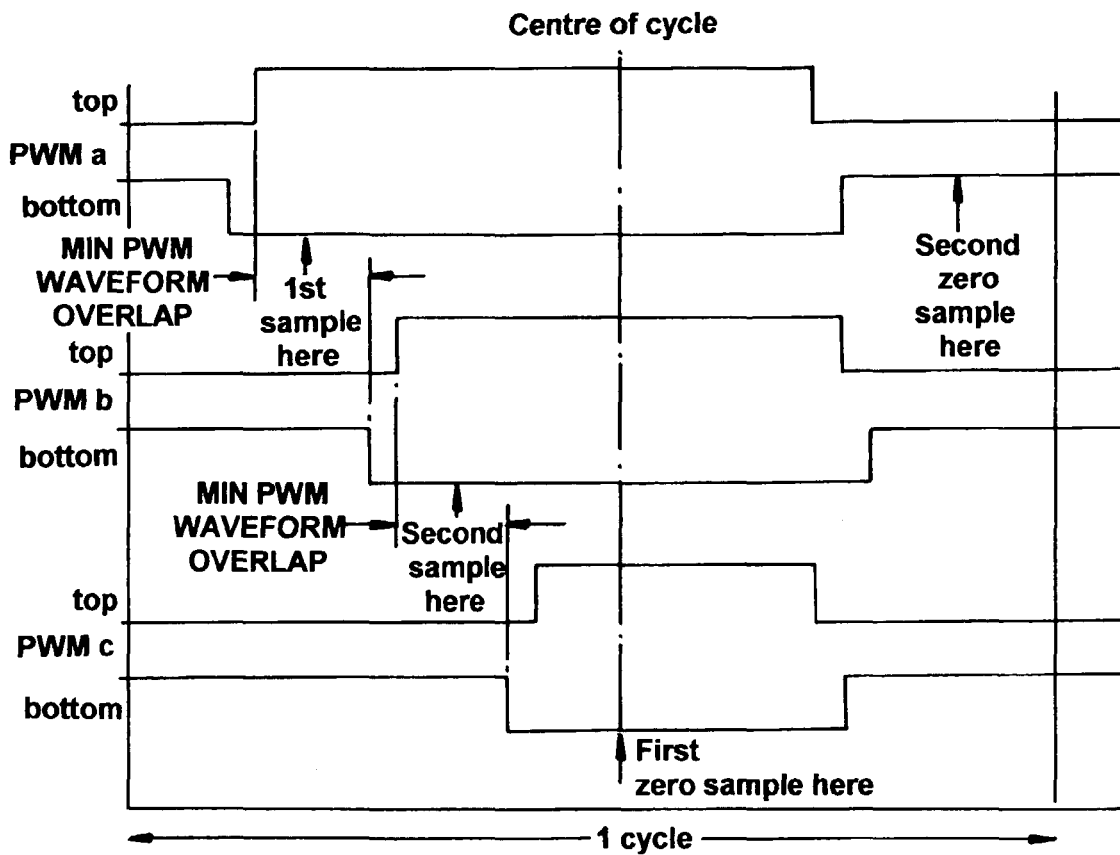 Centre of cycle
top
PWM a
bottom
MIN PWM
WAVEFORM
OVERLAP
1st
sample
here
Second
zero
sample
here
top
PWM b
bottom
MIN PWM
WAVEFORM
OVERLAP
Second
sample
here
top
PWM c
bottom
First
zero sample here
1 cycle